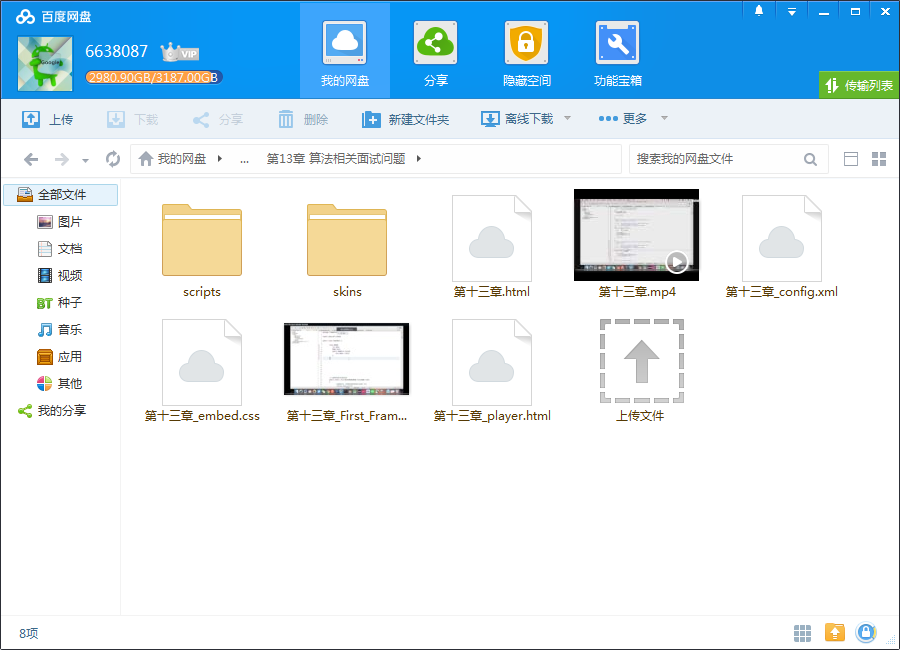 百度网盘
6638087
VIP
2980.90GB/3187.00GB
我的网盘
分享
隐藏空间
功能宝箱
传输列表
上传
下载
分享
删除
新建文件夹
离线下载
更多
我的网盘
...
第13章 算法相关面试问题
搜索我的网盘文件
全部文件
图片
文档
视频
BT 种子
音乐
应用
其他
我的分享
scripts
skins
第十三章.html
第十三章.mp4
第十三章_config.xml
第十三章_embed.css
第十三章_First_Fram...
第十三章_player.html
上传文件
8项